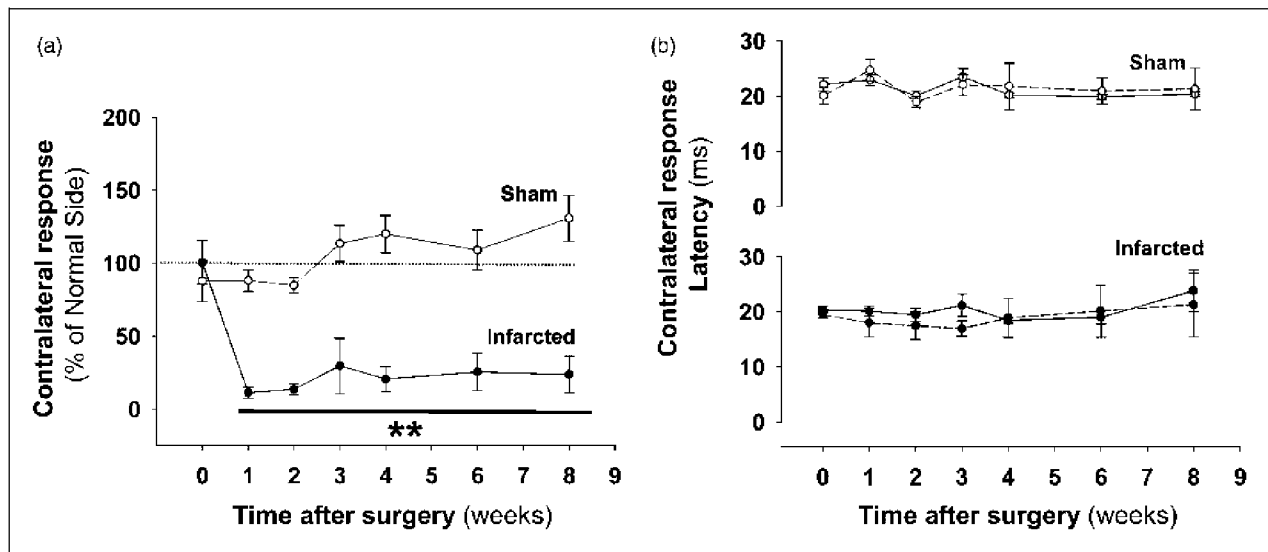 (a)
Contralateral response
(% of Normal Side)
200
150
100
50
0
Sham
Infarcted
**
0 1 2 3 4 5 6 7 8 9
Time after surgery (weeks)
(b)
Contralateral response
Latency (ms)
30
20
10
0
Sham
30
20
10
0
Infarcted
0 1 2 3 4 5 6 7 8 9
Time after surgery (weeks)